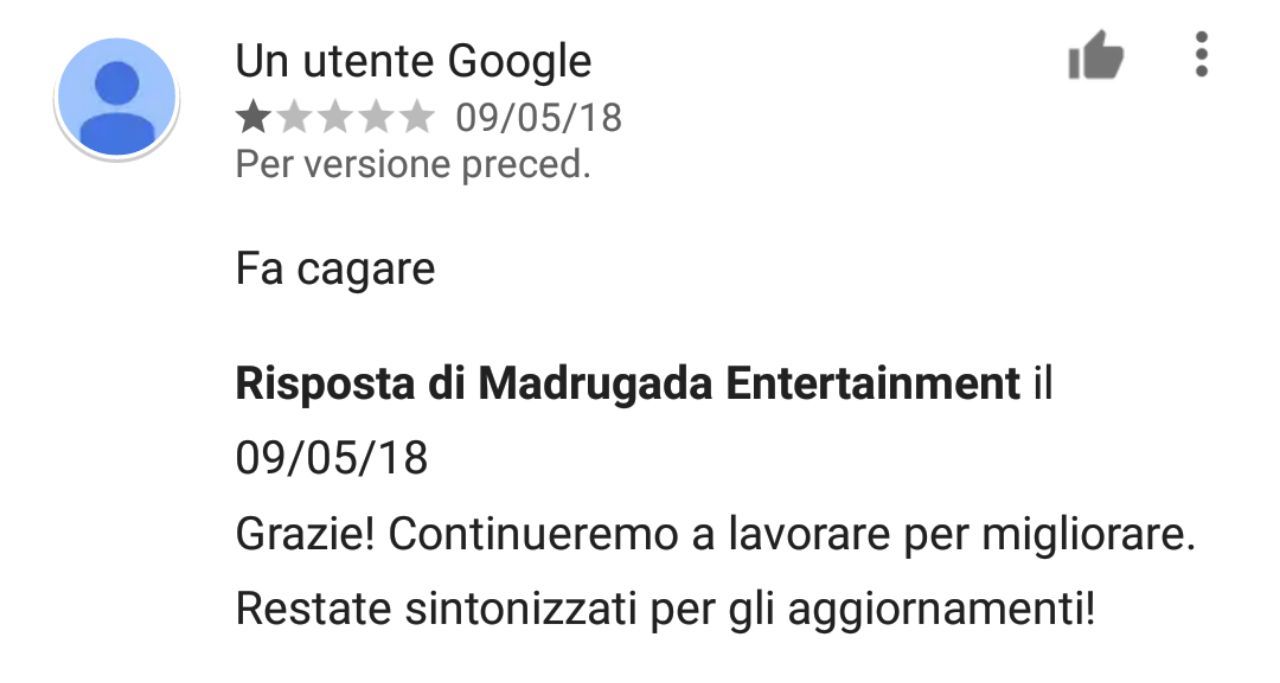 Un utente Google
09/05/18
Per versione preced.
Fa cagare
Risposta di Madrugada Entertainment il
09/05/18
Grazie! Continueremo a lavorare per migliorare.
Restate sintonizzati per gli aggiornamenti!